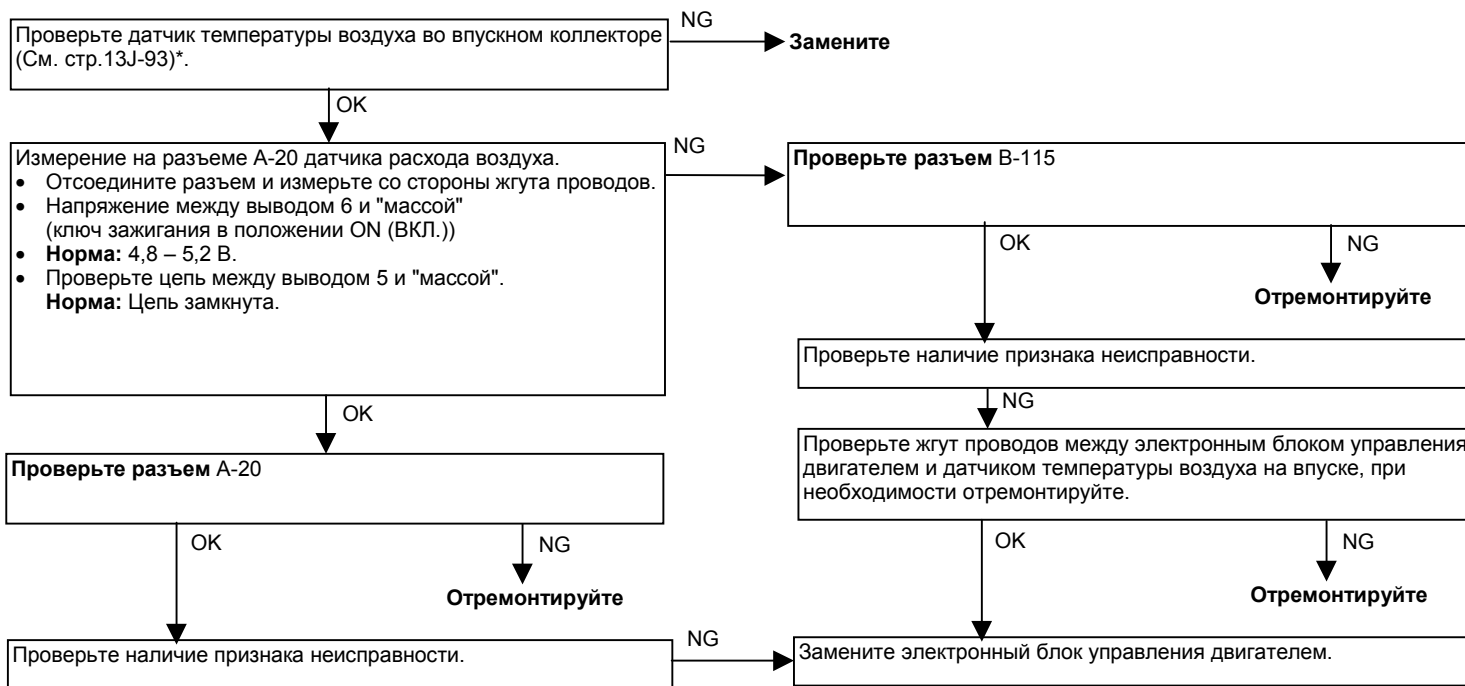 Проверьте датчик температуры воздуха во впускном коллекторе
(См. стр.13J-93)*.
NG
Замените
OK
Измерение на разъеме А-20 датчика расхода воздуха.
• Отсоедините разъем и измерьте со стороны жгута проводов.
• Напряжение между выводом 6 и "массой"
(ключ зажигания в положении ON (ВКЛ.))
• Норма: 4,8 – 5,2 В.
• Проверьте цепь между выводом 5 и "массой".
Норма: Цепь замкнута.
NG
Проверьте разъем В-115
OK
NG
Отремонтируйте
Проверьте наличие признака неисправности.
NG
Проверьте жгут проводов между электронным блоком управления
двигателем и датчиком температуры воздуха на впуске, при
необходимости отремонтируйте.
OK
NG
Отремонтируйте
OK
Проверьте разъем А-20
OK
NG
Отремонтируйте
Проверьте наличие признака неисправности.
NG
Замените электронный блок управления двигателем.